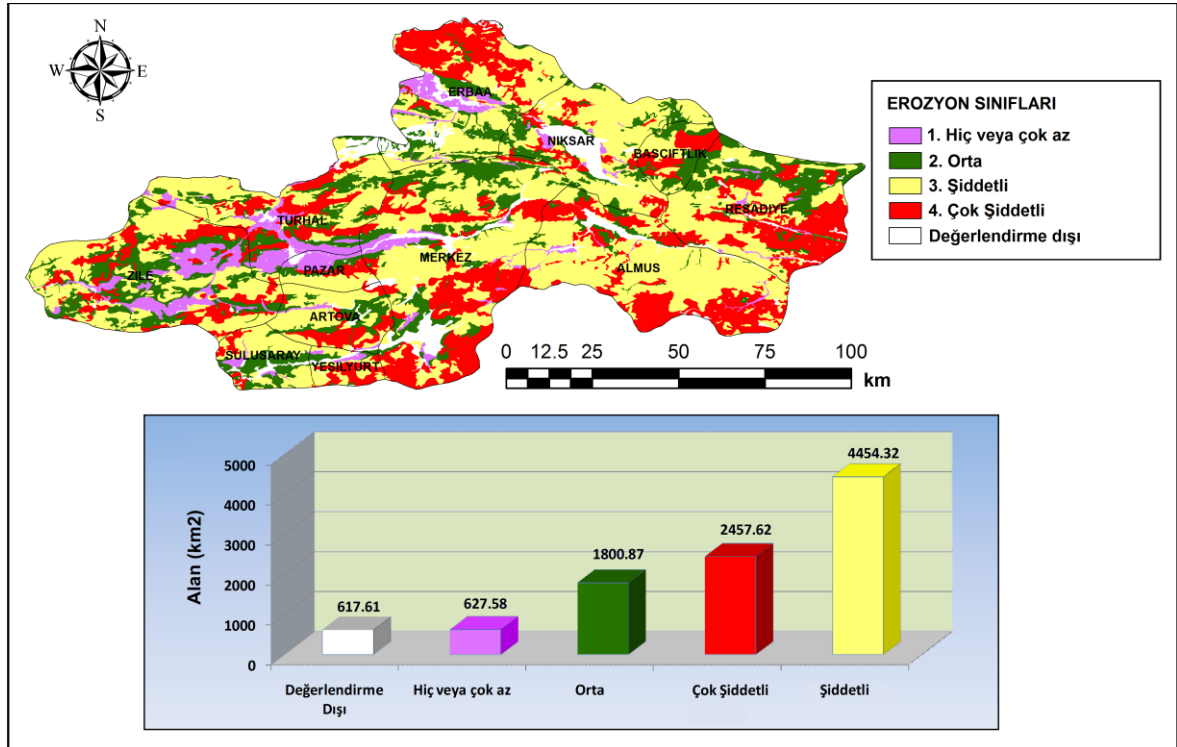 N
W
E
S
ERBAA
NIKSAR
BASCIFTLIK
RESADIYE
TURHAL
MERKEZ
PAZAR
ALMUS
ZILE
ARTOVA
SULUSARAY
YESILYURT
EROZYON SINIFLARI
1. Hiç veya çok az
2. Orta
3. Şiddetli
4. Çok Şiddetli
Değerlendirme dışı
0 12.5 25 50 75 100
km
Alan (km2)
5000
4000
3000
2000
1000
0
617.61
627.58
1800.87
2457.62
4454.32
Değerlendirme
Dışı
Hiç veya çok az
Orta
Çok Şiddetli
Şiddetli